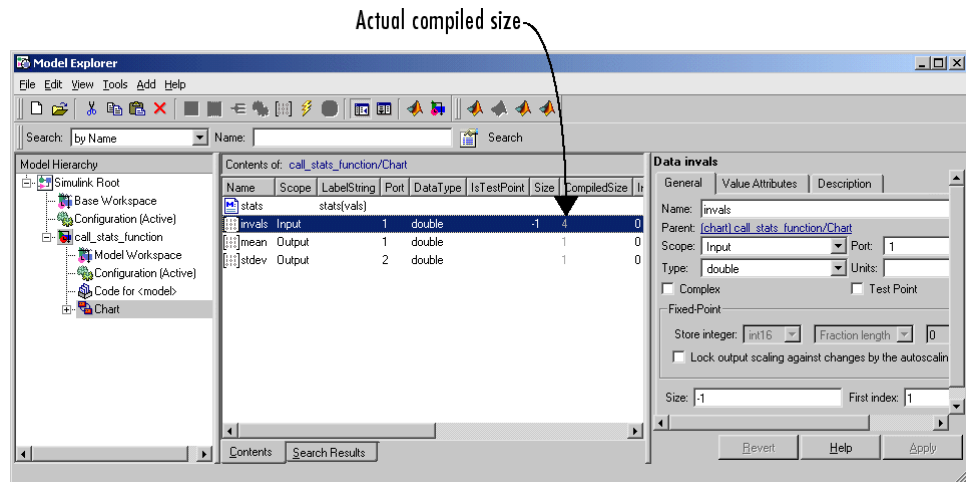 Actual compiled size
Model Explorer
File Edit View Tools Add Help
Search: by Name Name: Search
Model Hierarchy
Simulink Root
Base Workspace
Configuration (Active)
call_stats_function
Model Workspace
Configuration (Active)
Code for <model>
Chart
Contents of: call_stats_function/Chart
Name Scope LabelString Port DataType IsTestPoint Size CompiledSize
stats stats(vals)
invals Input 1 double -1 4 0
mean Output 1 double 1 0
stdev Output 2 double 1 0
Contents Search Results
Data invals
General Value Attributes Description
Name: invals
Parent: (chart) call_stats_function/Chart
Scope: Input Port: 1
Type: double Units:
Complex Test Point
Fixed-Point
Store integer: int16 Fraction length 0
Lock output scaling against changes by the autoscalin
Size: -1 First index: 1
Revert Help Apply